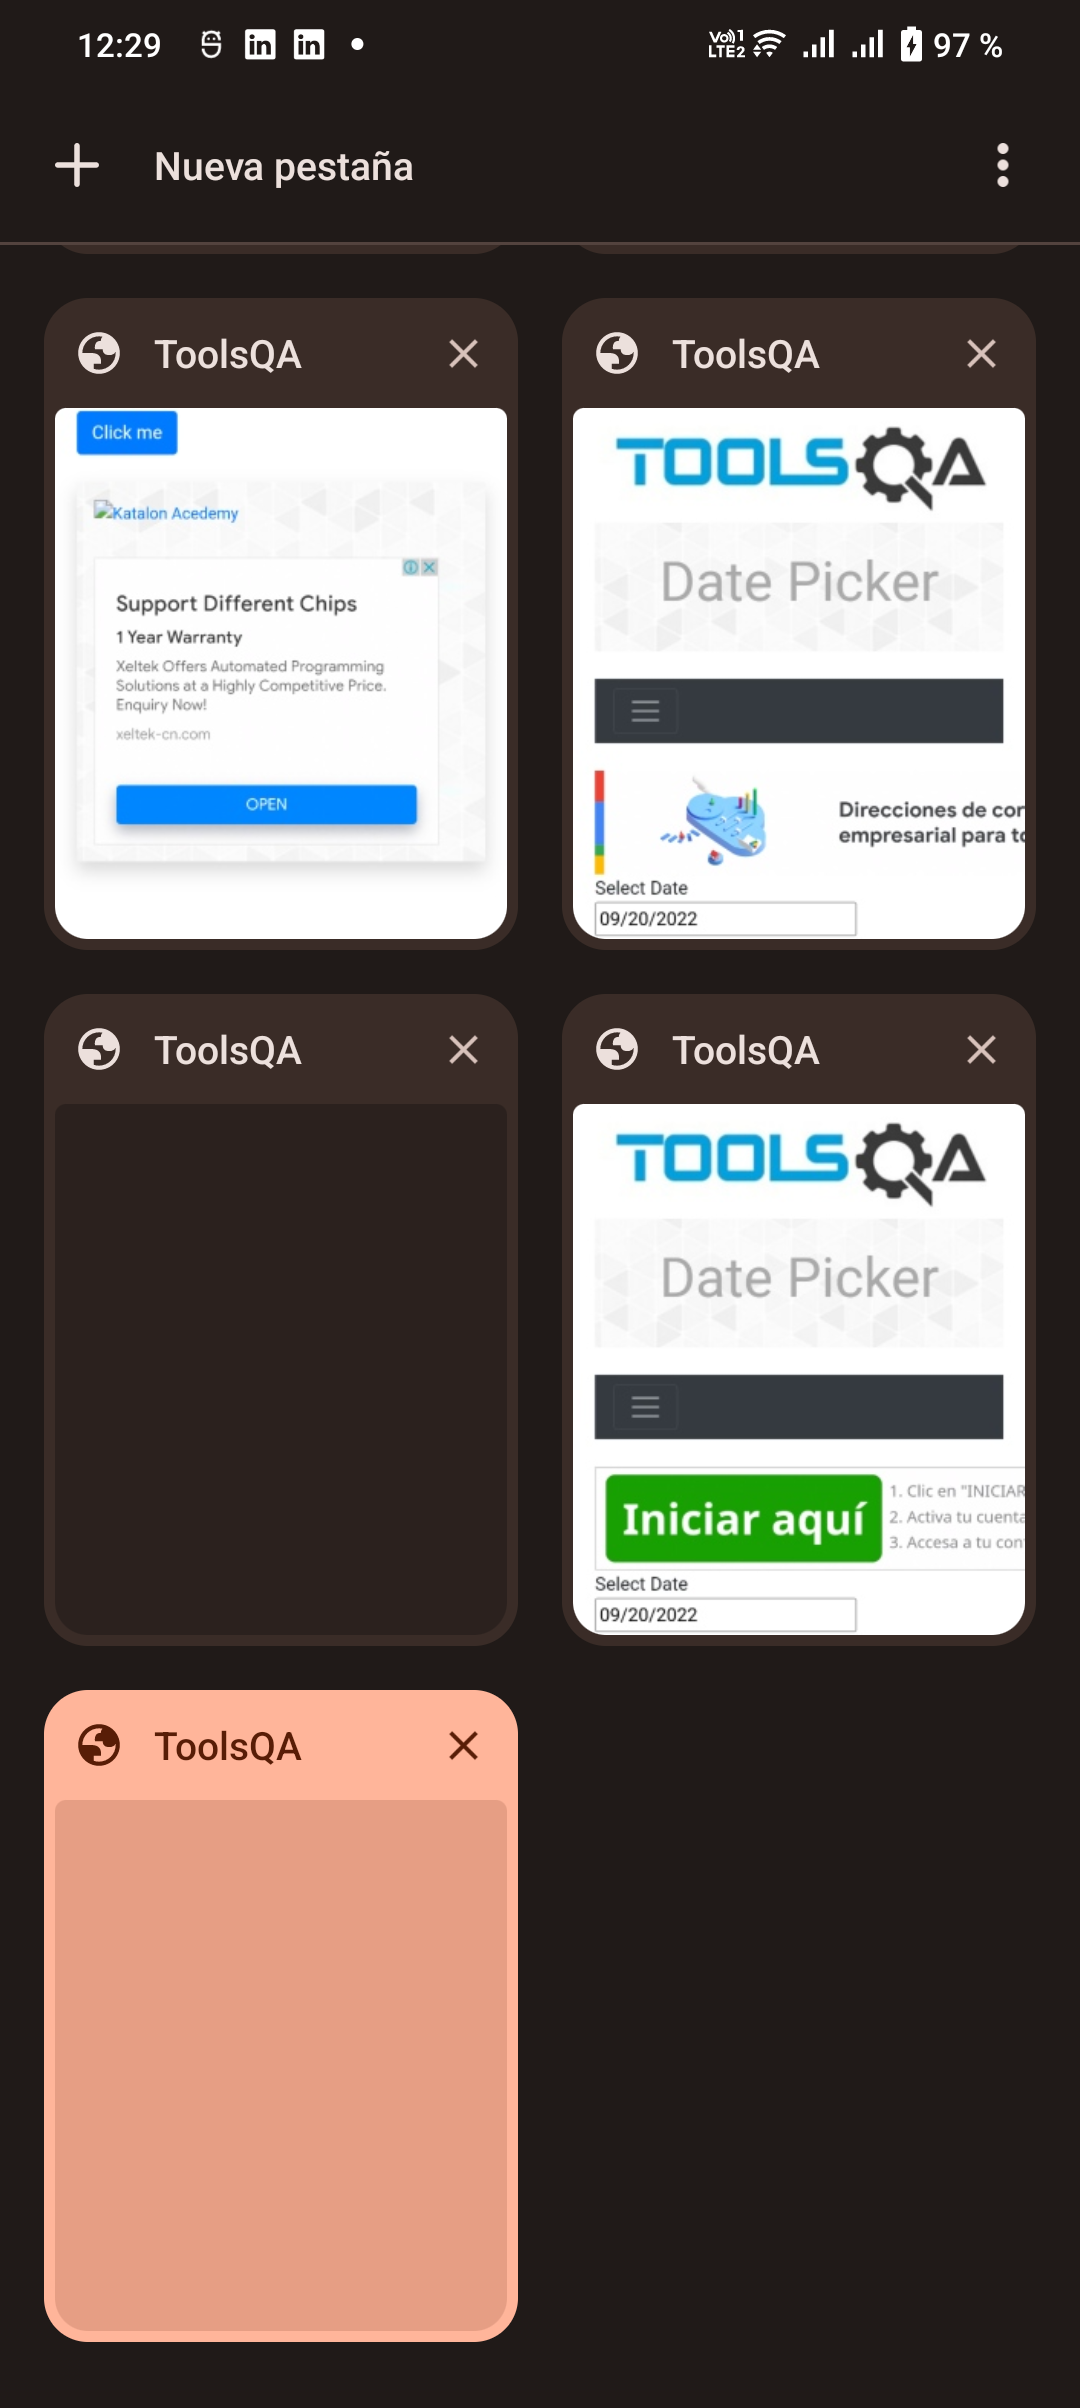 12:29
Vo)) 1
LTE2
97 %
Nueva pestaña
ToolsQA
ToolsQA
Click me
Katalon Acedemy
Support Different Chips
1 Year Warranty
Xeltek Offers Automated Programming
Solutions at a Highly Competitive Price.
Enquiry Now!
xeltek-cn.com
OPEN
TOOLSQA
Date Picker
Direcciones de cor
empresarial para to
Select Date
09/20/2022
ToolsQA
ToolsQA
TOOLSQA
Date Picker
Iniciar aquí
1. Clic en "INICIAR
2. Activa tu cuenta
3. Accesa a tu con
Select Date
09/20/2022
ToolsQA